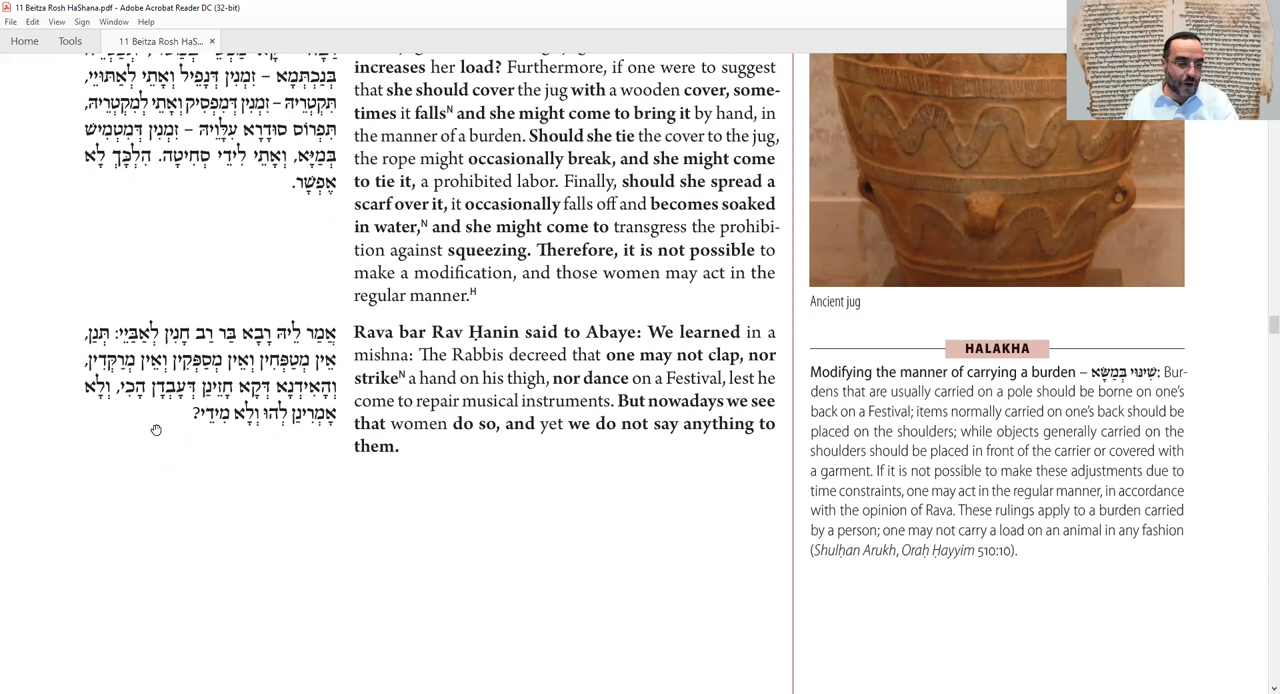 11 Beitza Rosh HaShana.pdf - Adobe Acrobat Reader DC (32-bit)
File Edit View Sign Window Help
Home Tools 11 Beitza Rosh HaS... ×
בְּנִכְתְּמָא – זִמְנִין דְּנָפֵיל וְאָתֵי לְאַתּוּיֵי,
תִּקְטְרֵיהּ – זִמְנִין דְּמִפְסִיק וְאָתֵי לְמִקְטְרֵיהּ,
תִּפְרוֹס סוּדָרָא עִלָּוֵיהּ – זִמְנִין דְּמִטְמִישׁ
בְּמַיָּא, וְאָתֵי לִידֵי סְחִיטָה. הִלְכָּךְ לָא
אֶפְשָׁר.
increases her load? Furthermore, if one were to suggest
that she should cover the jug with a wooden cover, some-
times it fallsᴺ and she might come to bring it by hand, in
the manner of a burden. Should she tie the cover to the jug,
the rope might occasionally break, and she might come
to tie it, a prohibited labor. Finally, should she spread a
scarf over it, it occasionally falls off and becomes soaked
in water,ᴺ and she might come to transgress the prohibi-
tion against squeezing. Therefore, it is not possible to
make a modification, and those women may act in the
regular manner.ᴴ
אֲמַר לֵיהּ רָבָא בַּר רַב חָנִין לְאַבַּיֵי: תְּנַן,
אֵין מְטַפְּחִין וְאֵין מְסַפְּקִין וְאֵין מְרַקְּדִין,
וְהָאִידָּנָא דְּקָא חָזֵינַן דְּעָבְדָן הָכִי, וְלָא
אָמְרִינַן לְהוּ וְלָא מִידֵי?
Rava bar Rav Ḥanin said to Abaye: We learned in a
mishna: The Rabbis decreed that one may not clap, nor
strikeᴺ a hand on his thigh, nor dance on a Festival, lest he
come to repair musical instruments. But nowadays we see
that women do so, and yet we do not say anything to
them.
Ancient jug
HALAKHA
Modifying the manner of carrying a burden – שִׁינּוּי בְּמַשָּׂא: Bur-
dens that are usually carried on a pole should be borne on one's
back on a Festival; items normally carried on one's back should be
placed on the shoulders; while objects generally carried on the
shoulders should be placed in front of the carrier or covered with
a garment. If it is not possible to make these adjustments due to
time constraints, one may act in the regular manner, in accordance
with the opinion of Rava. These rulings apply to a burden carried
by a person; one may not carry a load on an animal in any fashion
(Shulḥan Arukh, Oraḥ Ḥayyim 510:10).